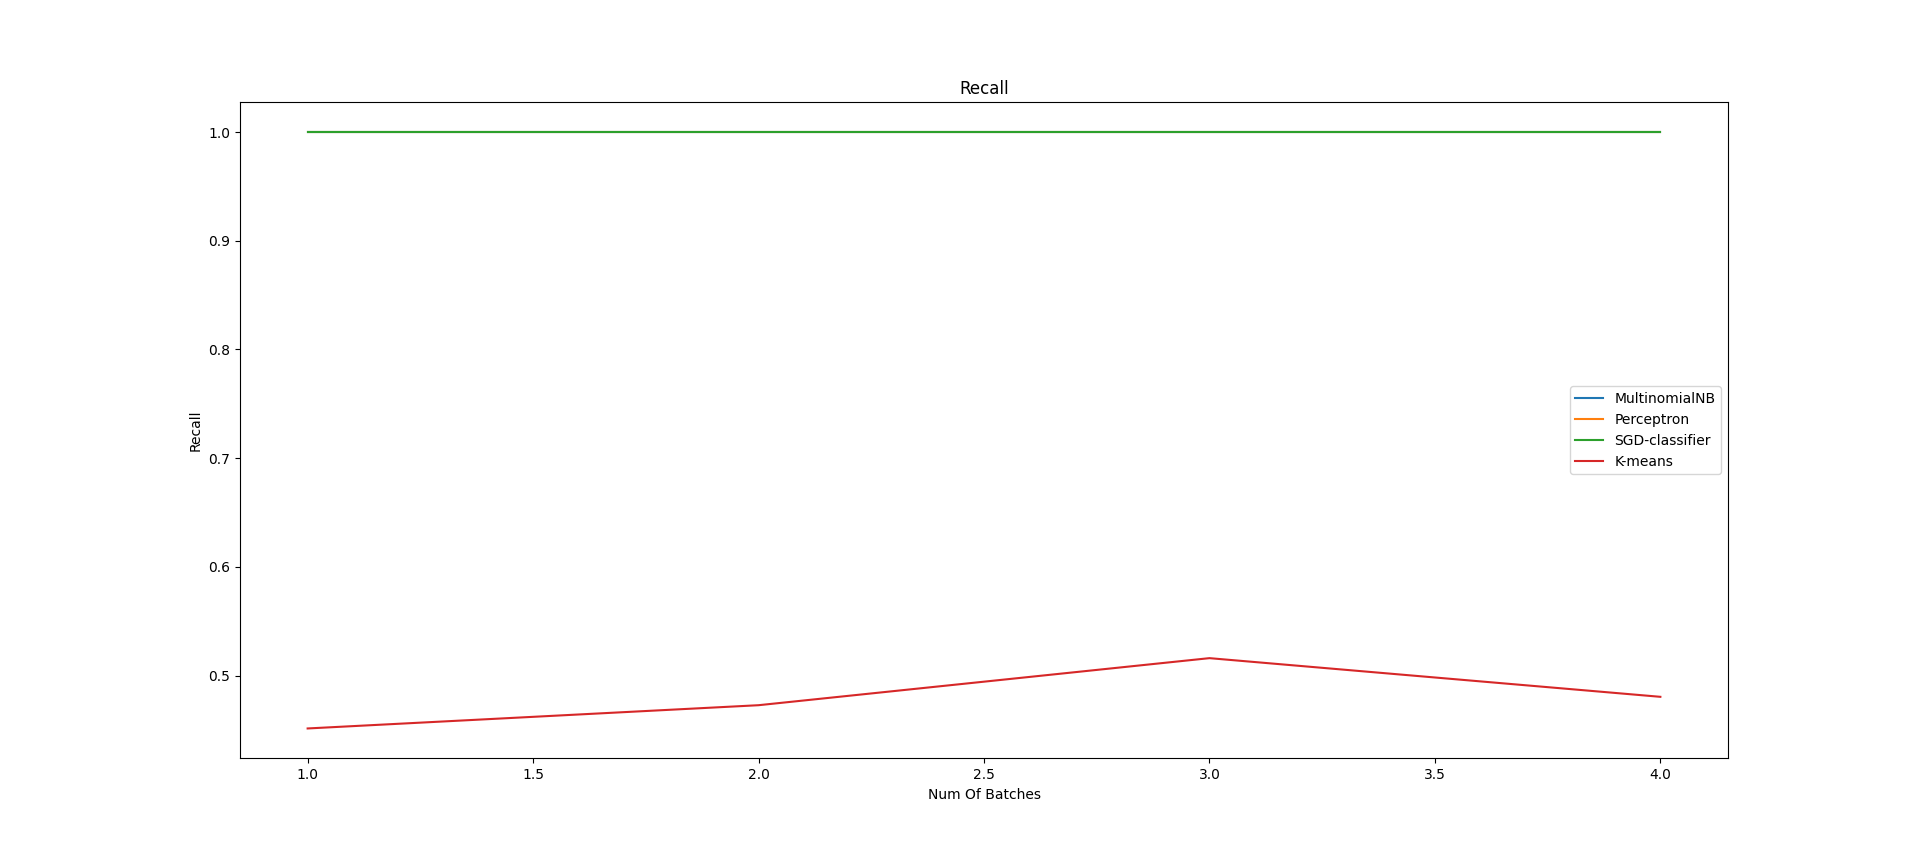 Recall
1.0
0.9
0.8
0.7
0.6
0.5
Recall
MultinomialNB
Perceptron
SGD-classifier
K-means
1.0 1.5 2.0 2.5 3.0 3.5 4.0
Num Of Batches